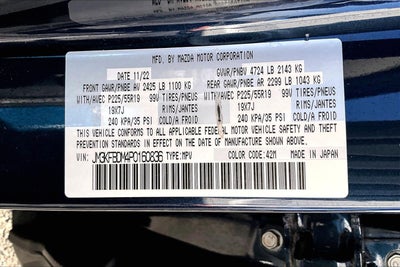 MFD. BY MAZDA MOTOR CORPORATION
DATE 11/22 GVWR/PNBV 4724 LB 2143 KG
FRONT GAWR/PNBE AV 2425 LB 1100 KG REAR GAWR/PNBE AR 2299 LB 1043 KG
WITH/AVEC P225/55R19 99V TIRES/PNEUS WITH/AVEC P225/55R19 99V TIRES/PNEUS
19X7J RIMS/JANTES 19X7J RIMS/JANTES
240 KPA/35 PSI COLD/A FROID 240 KPA/35 PSI COLD/A FROID
THIS VEHICLE CONFORMS TO ALL APPLICABLE FEDERAL MOTOR VEHICLE SAFETY AND THEFT
PREVENTION STANDARDS IN EFFECT ON THE DATE OF MANUFACTURE SHOWN ABOVE.
VIN: JM3KFBDM4P0160836 TYPE:MPV COLOR CODE:42M MADE IN JAPAN